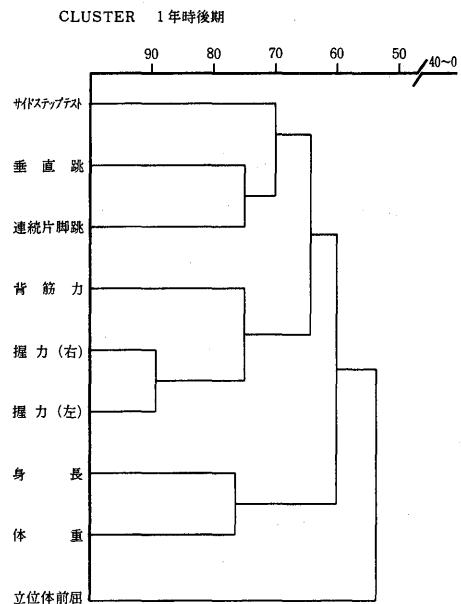 CLUSTER 1年時後期
90 80 70 60 50 40~0
サイドステップテスト
垂直跳
連続片脚跳
背筋力
握力(右)
握力(左)
身長
体重
立位体前屈